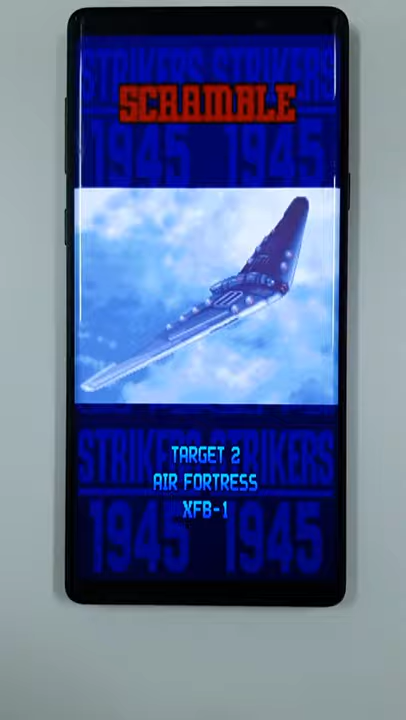 STRIKERS STRIKERS
SCRAMBLE
1945 1945
TARGET 2
STRIKERS STRIKERS
AIR FORTRESS
XFB-1
1945 1945